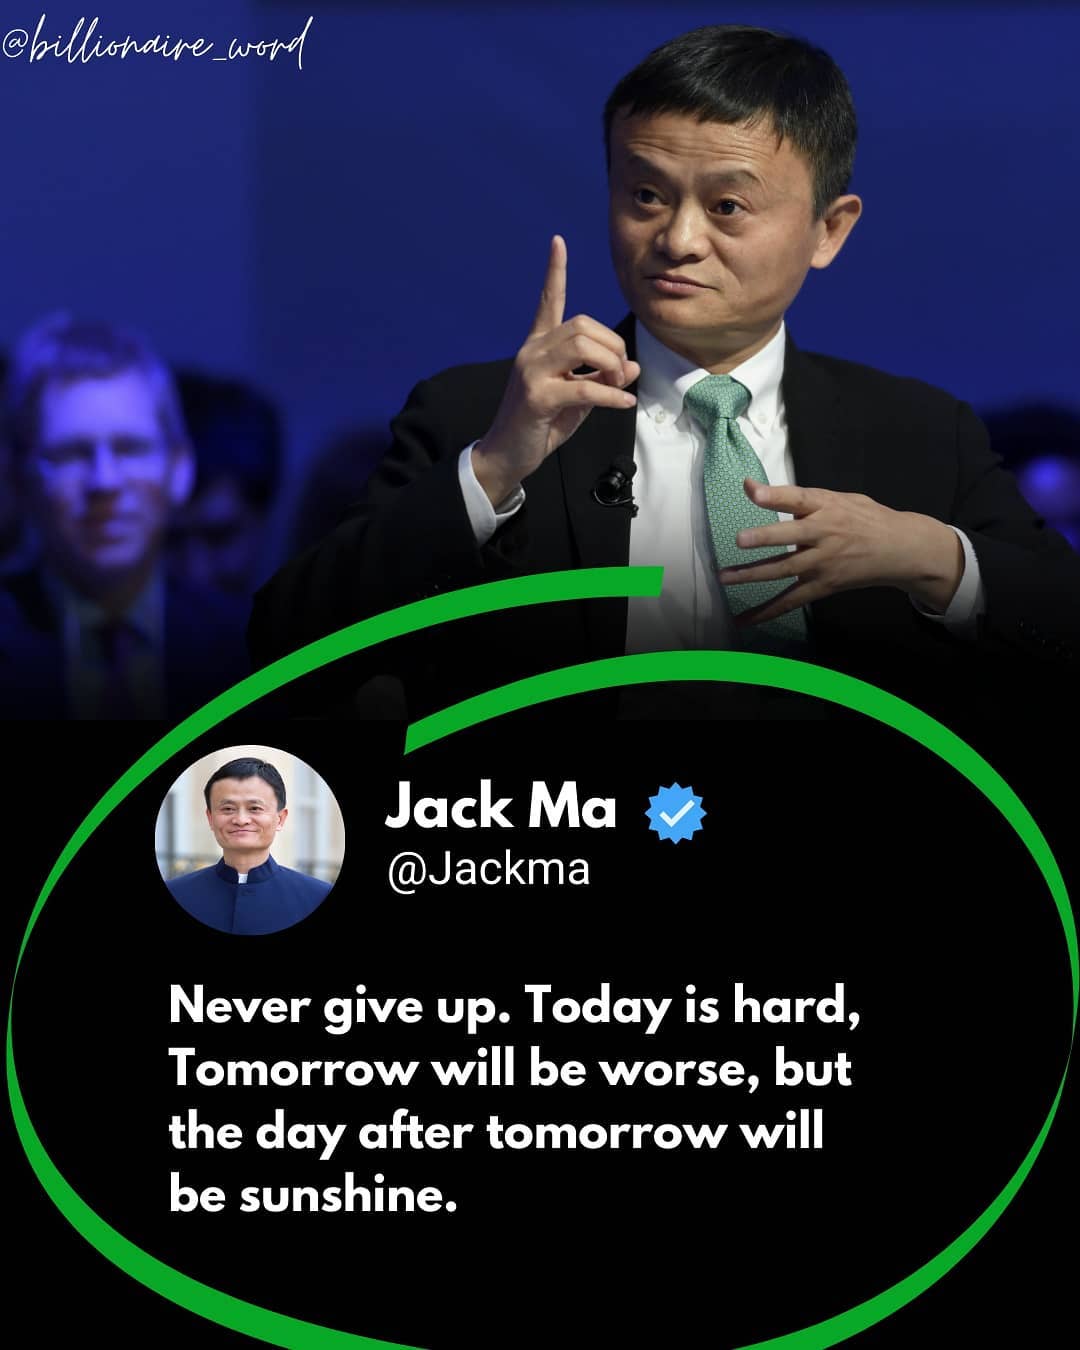 @billionaire_word
Jack Ma
@Jackma
Never give up. Today is hard,
Tomorrow will be worse, but
the day after tomorrow will
be sunshine.